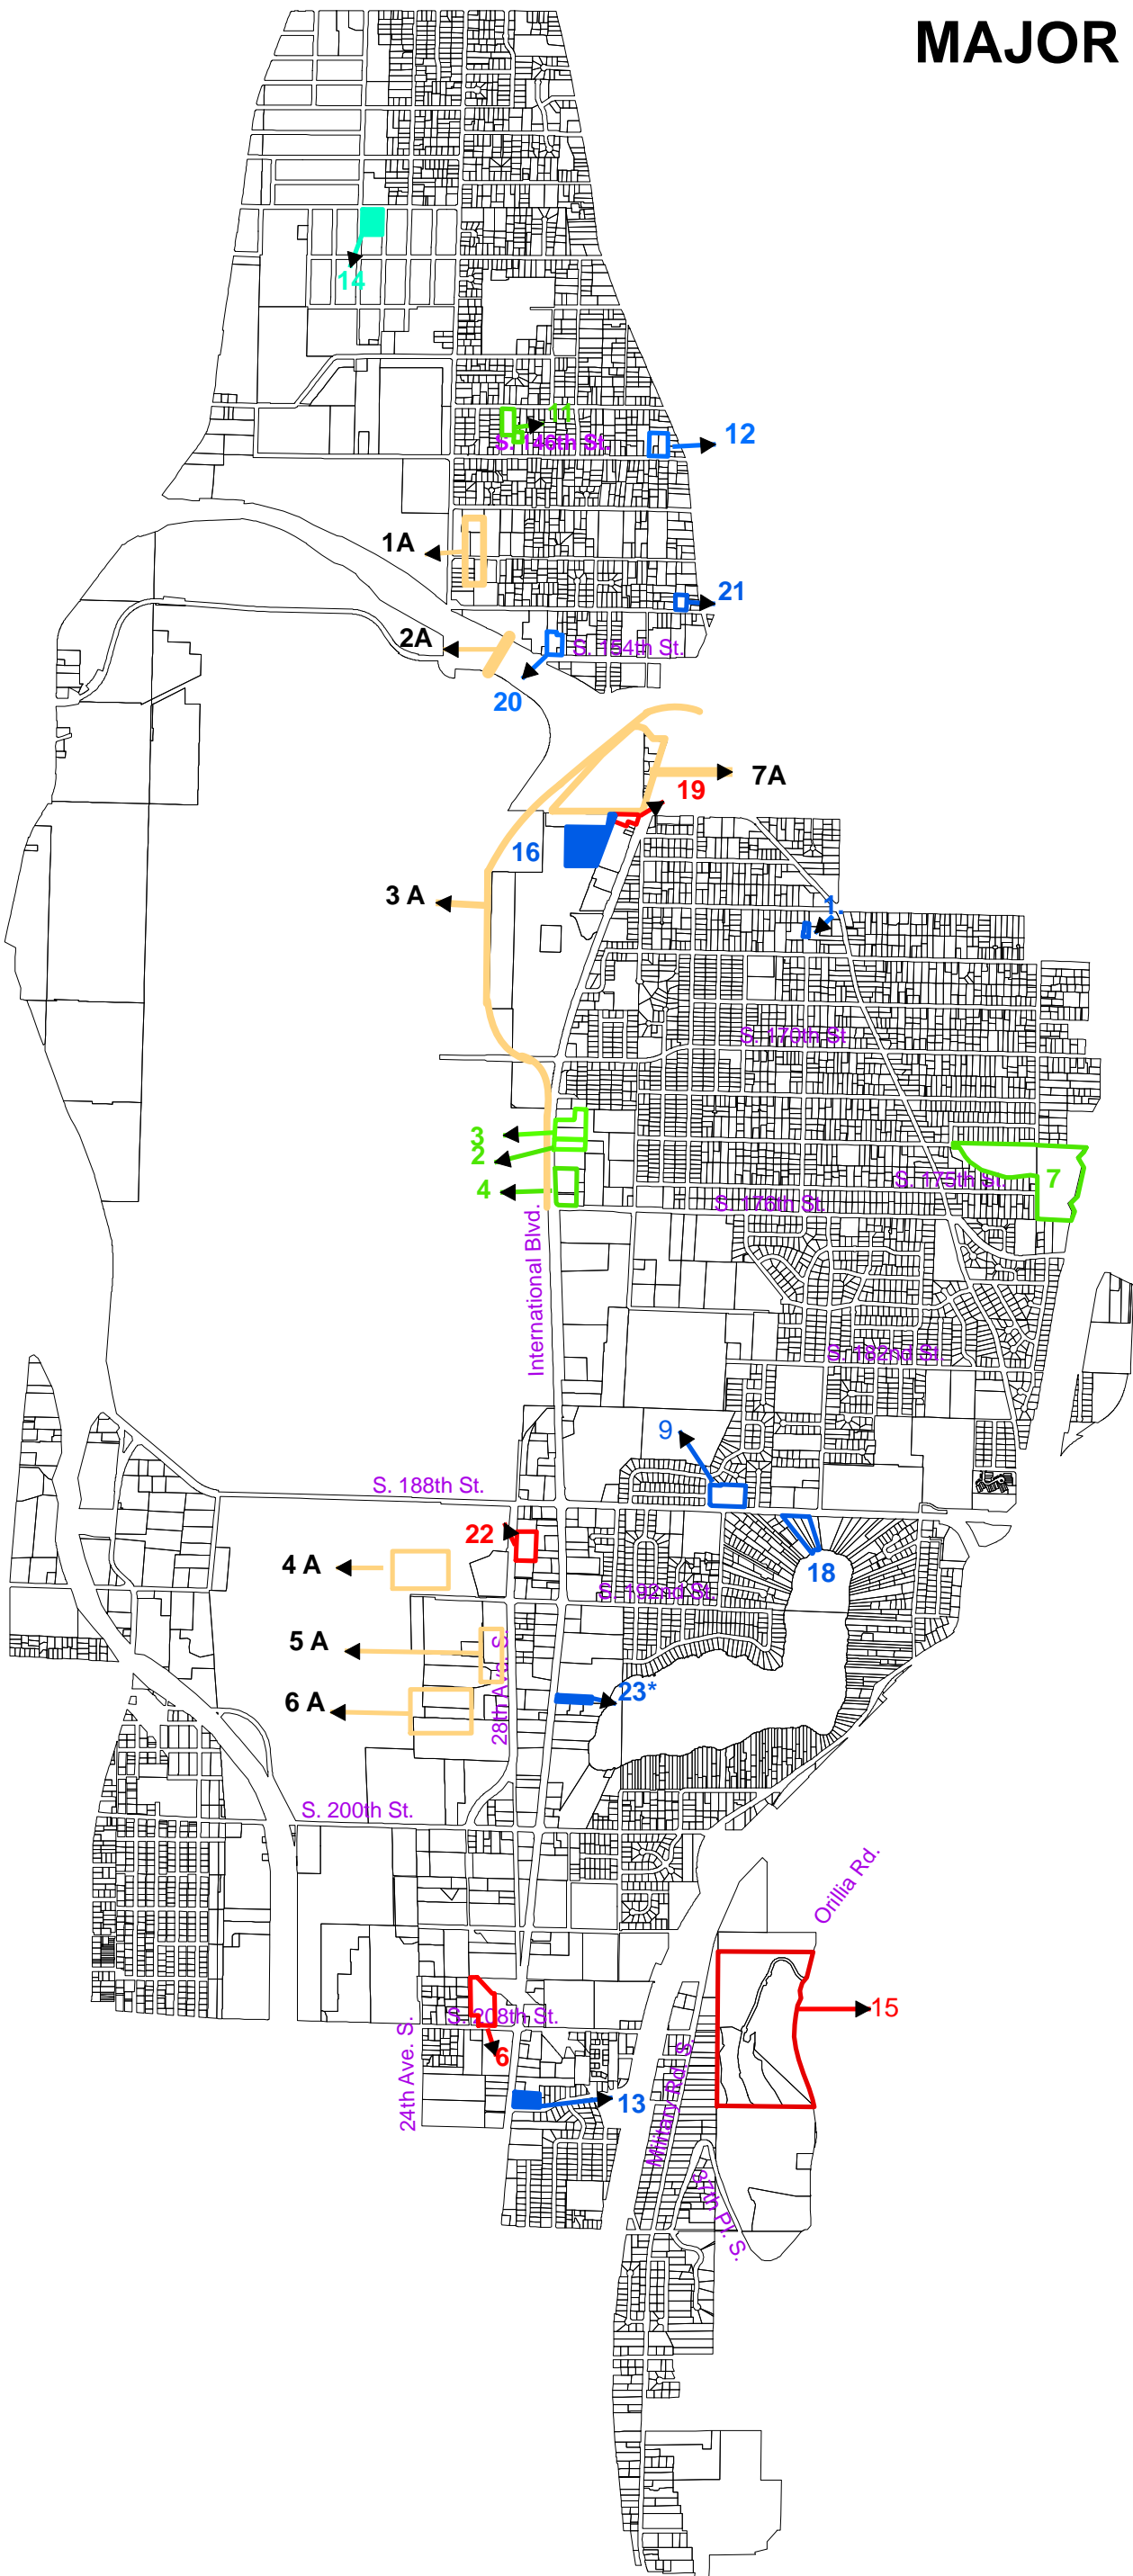 MAJOR
14
11
S. 146th St.
12
1A
21
2A
S. 154th St.
20
7A
19
16
3 A
1.
S. 170th St
3
2
4
S. 175th St.
7
S. 176th St.
International Blvd.
S. 182nd St.
9
S. 188th St.
22
4 A
18
S. 192nd St.
5 A
28th Ave. S.
6 A
23*
S. 200th St.
Orillia Rd.
15
S. 208th St.
24th Ave. S.
6
13
Military Rd. S.
37th Pl. S.